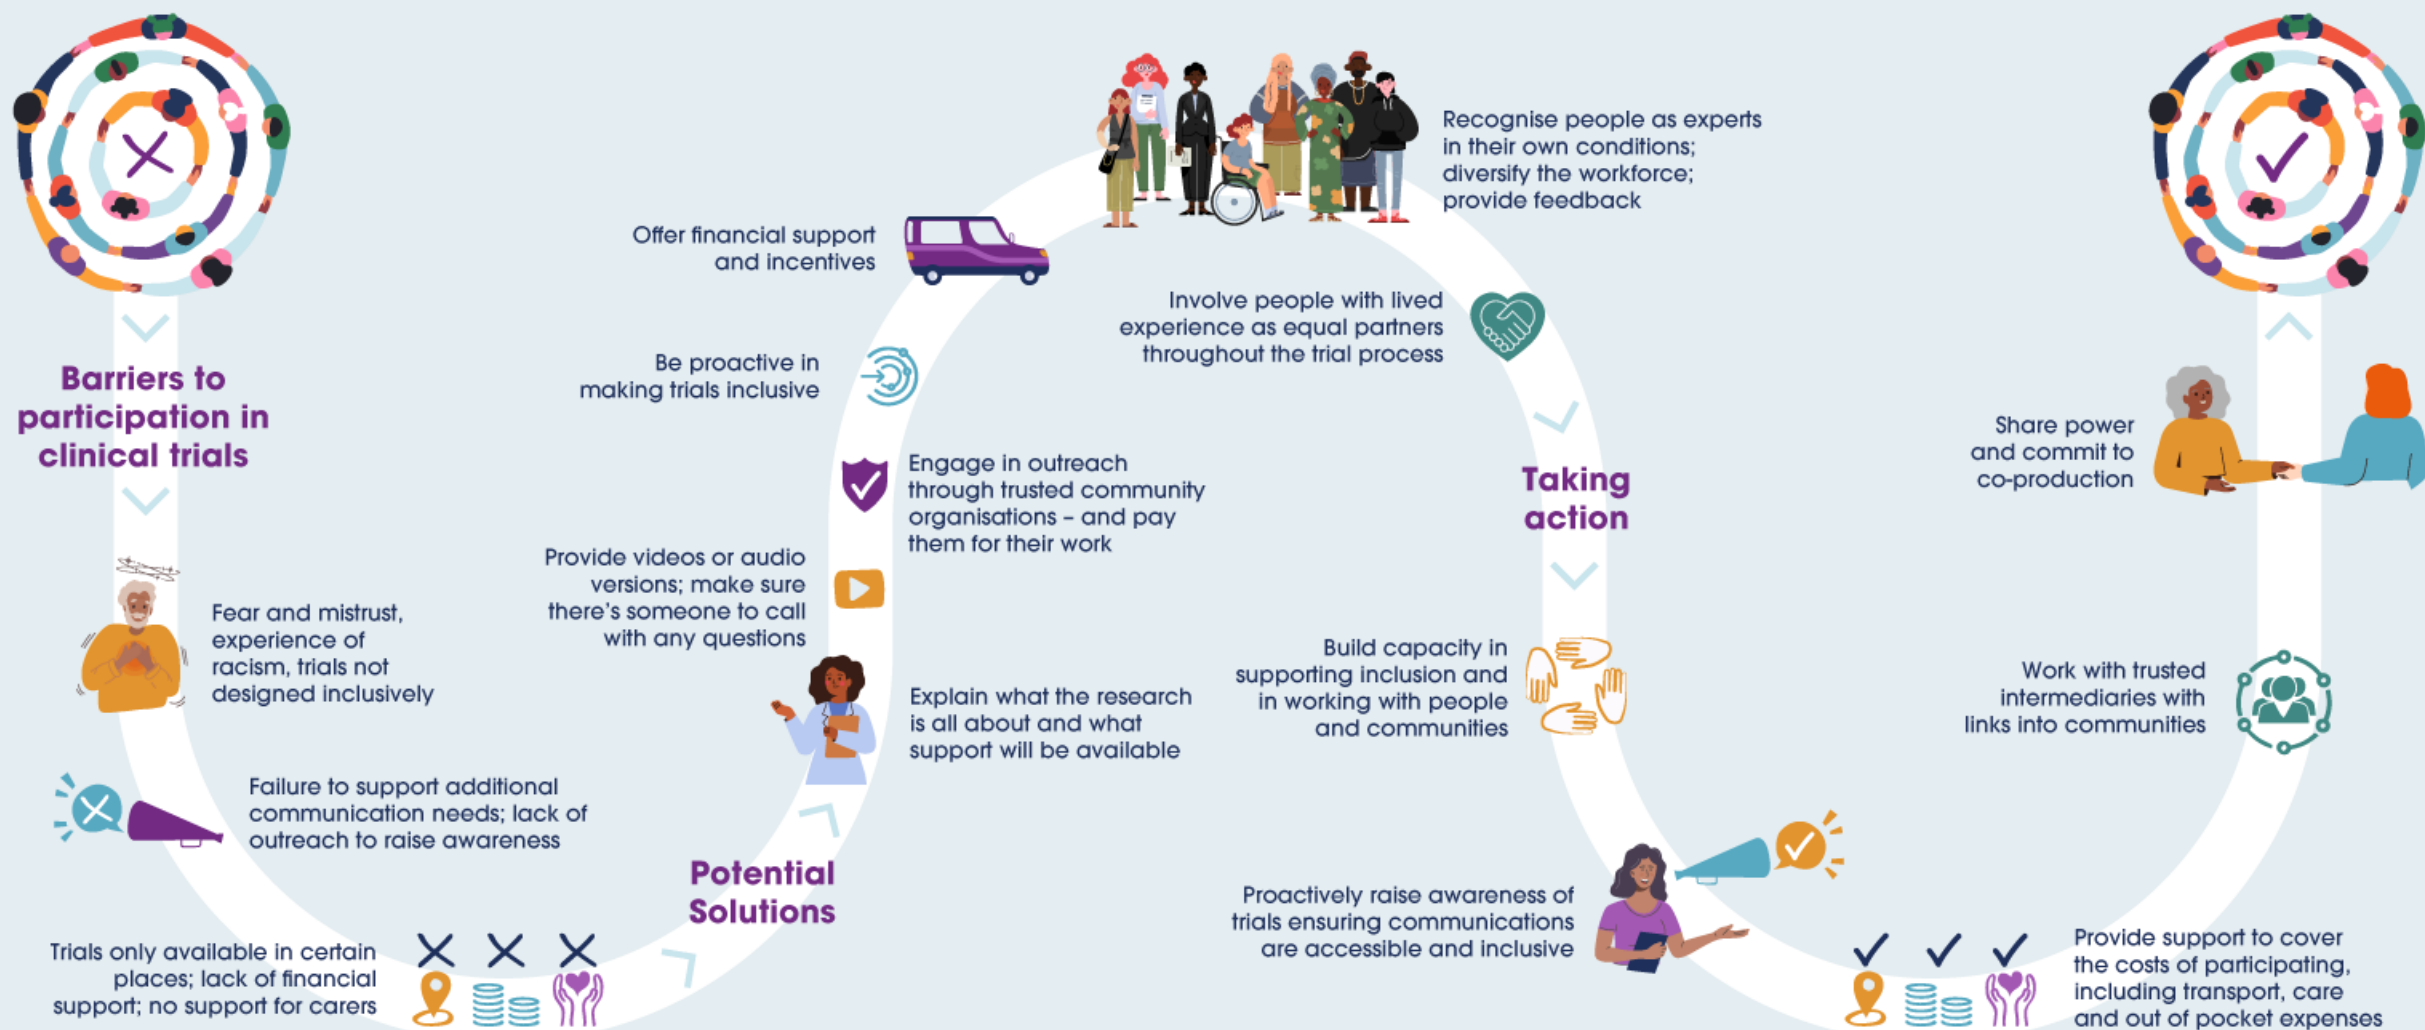 Barriers to
participation in
clinical trials
Fear and mistrust,
experience of
racism, trials not
designed inclusively
Failure to support additional
communication needs; lack of
outreach to raise awareness
Trials only available in certain
places; lack of financial
support; no support for carers
Potential
Solutions
Explain what the research
is all about and what
support will be available
Provide videos or audio
versions; make sure
there's someone to call
with any questions
Engage in outreach
through trusted community
organisations – and pay
them for their work
Be proactive in
making trials inclusive
Offer financial support
and incentives
Recognise people as experts
in their own conditions;
diversify the workforce;
provide feedback
Involve people with lived
experience as equal partners
throughout the trial process
Taking
action
Build capacity in
supporting inclusion and
in working with people
and communities
Proactively raise awareness of
trials ensuring communications
are accessible and inclusive
Provide support to cover
the costs of participating,
including transport, care
and out of pocket expenses
Work with trusted
intermediaries with
links into communities
Share power
and commit to
co-production